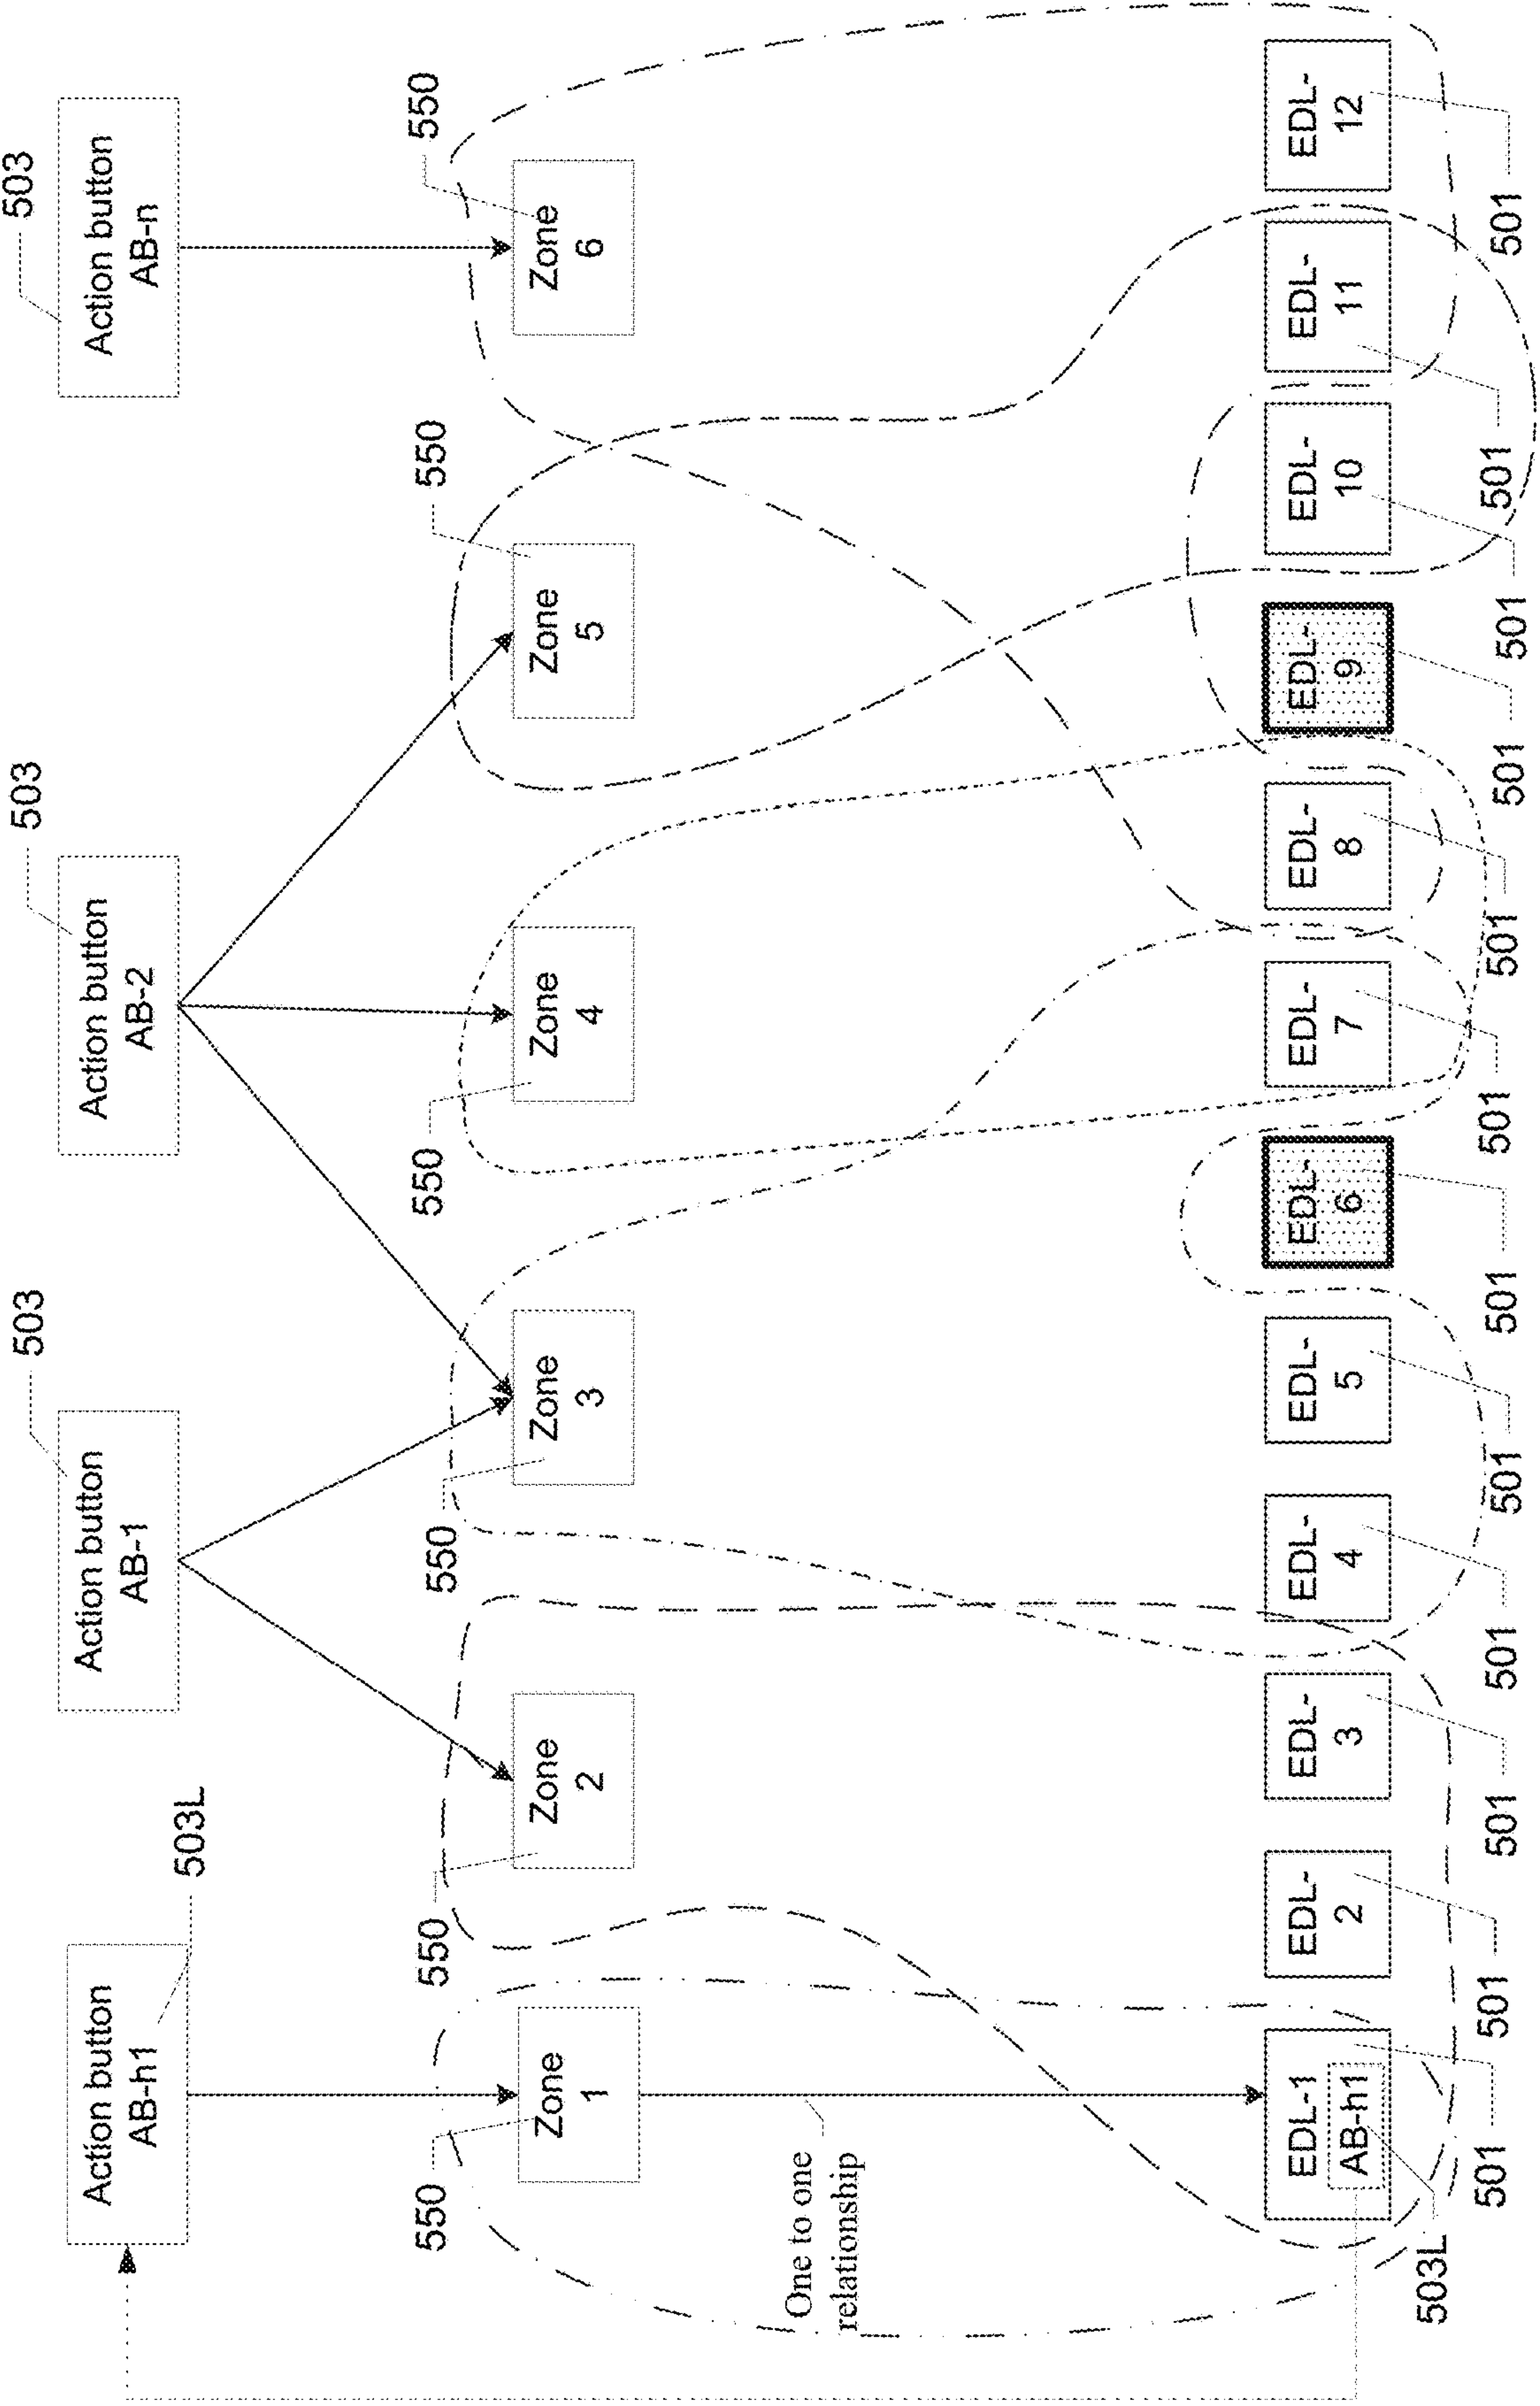 503
503
503
Action button
AB-h1
503L
Action button
AB-1
Action button
AB-2
Action button
AB-n
503
550
Zone
1
550
Zone
2
550
Zone
3
550
Zone
4
550
Zone
5
550
Zone
6
One to one
relationship
EDL-1
AB-h1
EDL-
2
EDL-
3
EDL-
4
EDL-
5
EDL-
6
EDL-
7
EDL-
8
EDL-
9
EDL-
10
EDL-
11
EDL-
12
503L
501
501
501
501
501
501
501
501
501
501
501
501